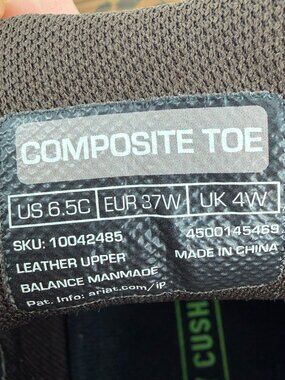 COMPOSITE TOE
US 6.5C EUR 37W UK 4W
SKU: 10042485 4500145469
LEATHER UPPER MADE IN CHINA
BALANCE MANMADE
Pat. Info: ariat.com/ip
CUSH